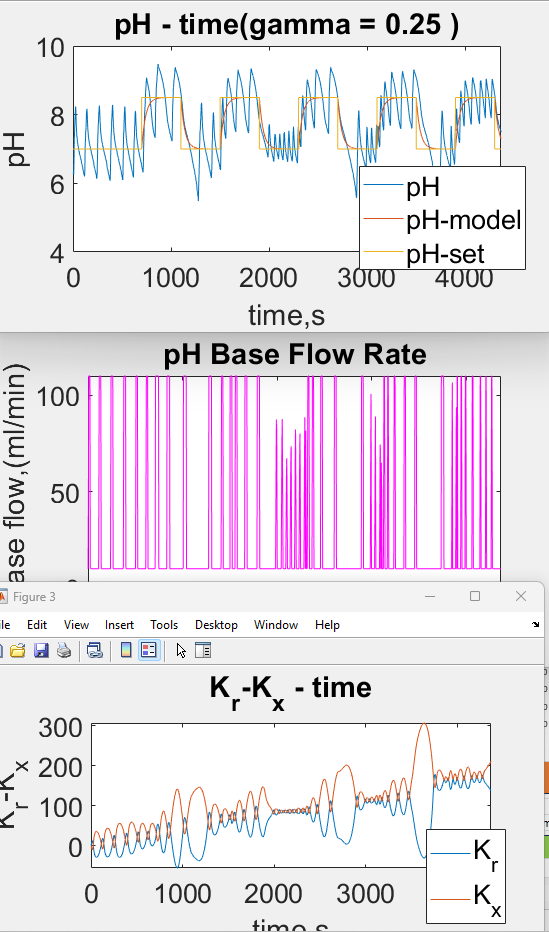 pH - time(gamma = 0.25 )
10
8
6
4
pH
pH
pH-model
pH-set
0 1000 2000 3000 4000
time,s
pH Base Flow Rate
100
50
ase flow,(ml/min)
Figure 3
Edit View Insert Tools Desktop Window Help
Kr-Kx - time
300
200
100
0
Kr-Kx
Kr
Kx
0 1000 2000 3000
time,s